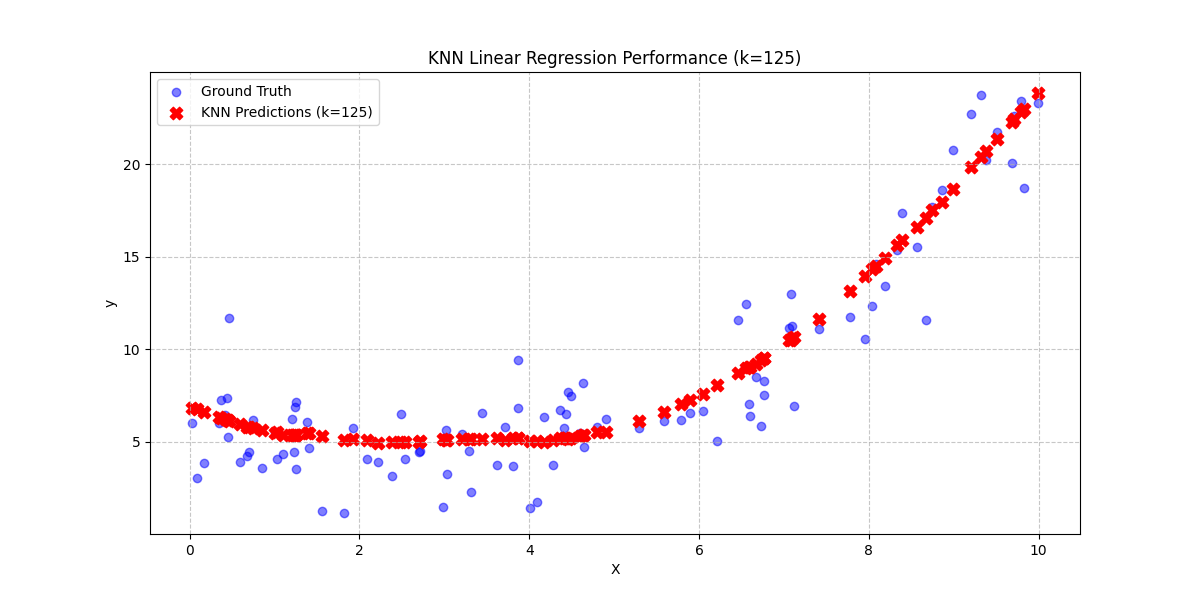 KNN Linear Regression Performance (k=125)
Ground Truth
KNN Predictions (k=125)
20
15
10
5
y
0
2
4
6
8
10
X